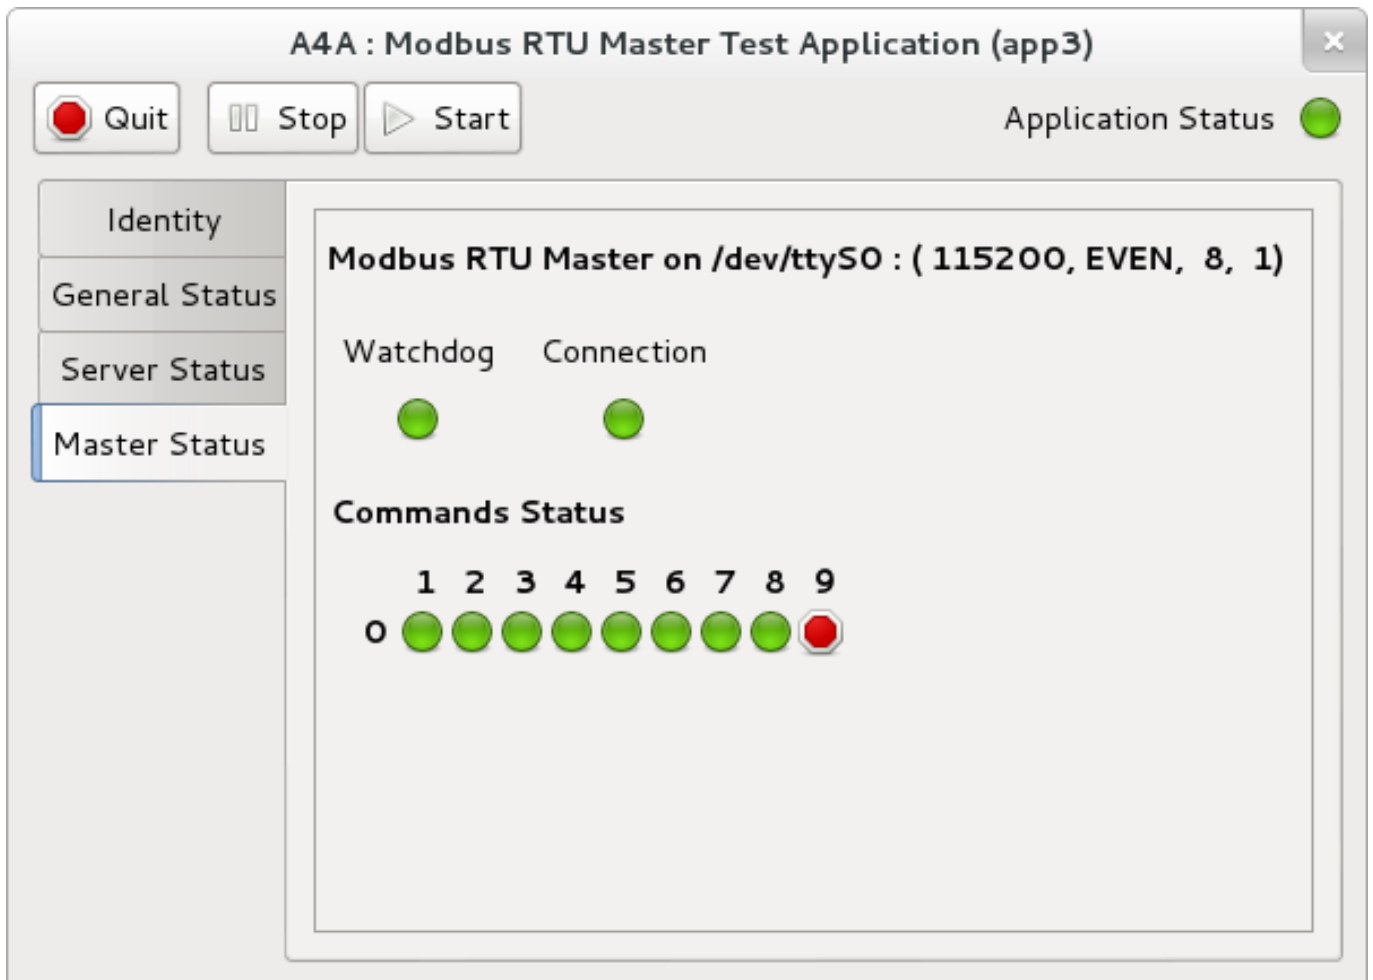 A4A : Modbus RTU Master Test Application (app3)
Quit Stop Start Application Status
Identity
General Status
Server Status
Master Status
Modbus RTU Master on /dev/ttyS0 : ( 115200, EVEN, 8, 1)
Watchdog Connection
Commands Status
1 2 3 4 5 6 7 8 9
0